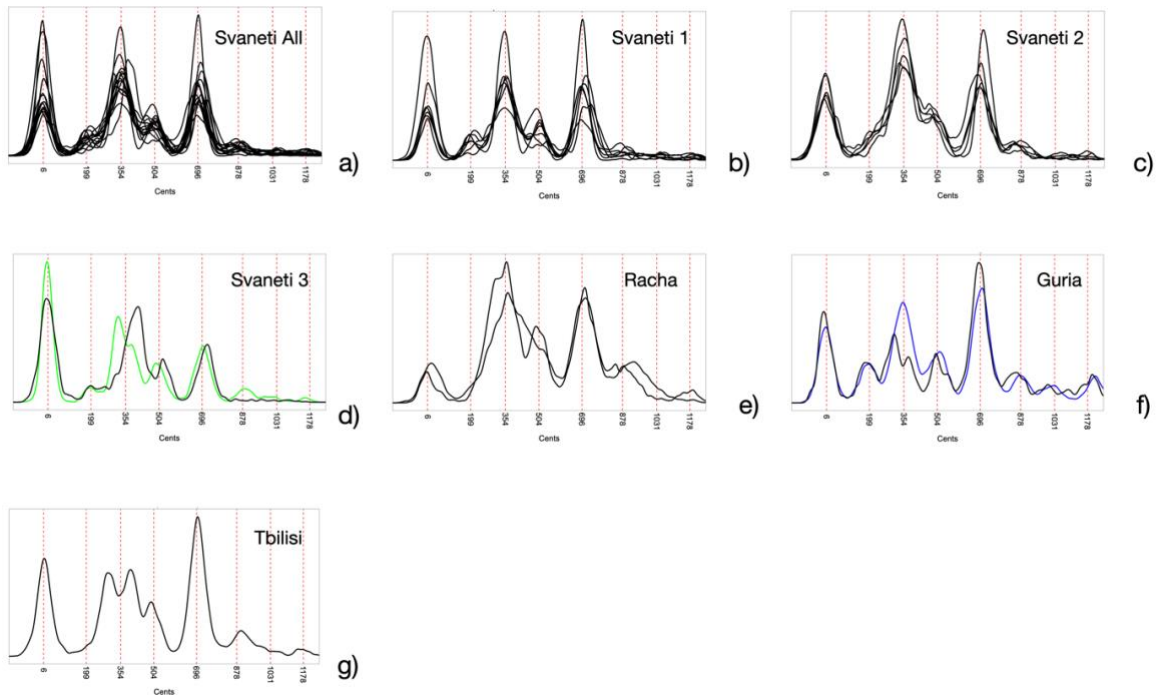 Svaneti All
6 199 354 504 696 878 1031 1178
Cents
a)
Svaneti 1
6 199 354 504 696 878 1031 1178
Cents
b)
Svaneti 2
6 199 354 504 696 878 1031 1178
Cents
c)
Svaneti 3
6 199 354 504 696 878 1031 1178
Cents
d)
Racha
6 199 354 504 696 878 1031 1178
Cents
e)
Guria
6 199 354 504 696 878 1031 1178
Cents
f)
Tbilisi
6 199 354 504 696 878 1031 1178
Cents
g)